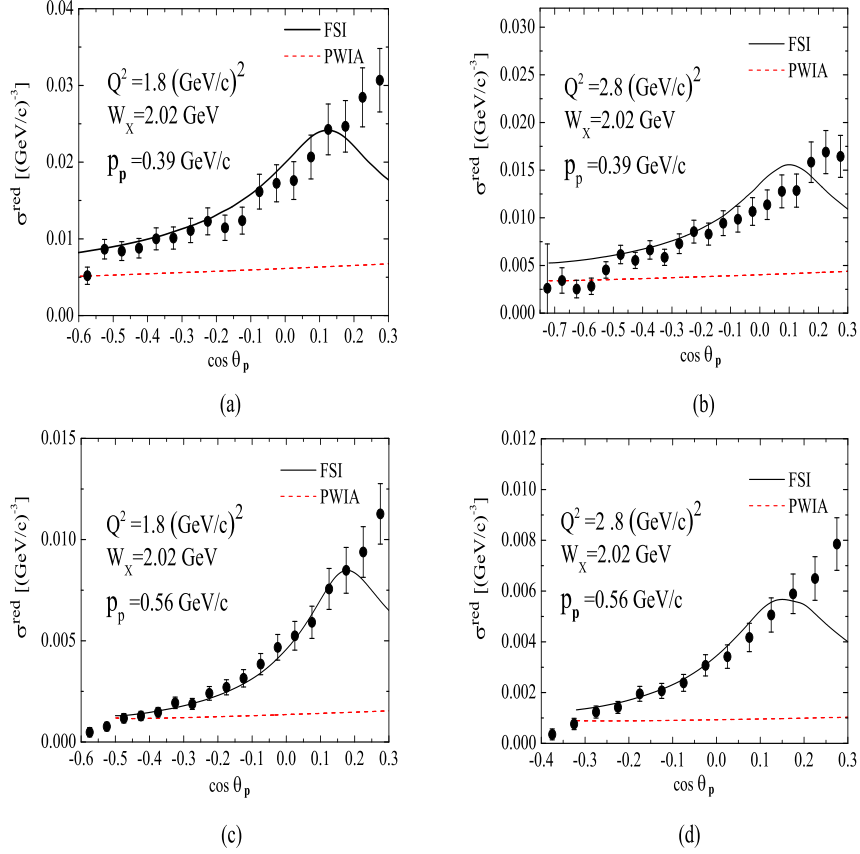 0.04
0.03
0.02
0.01
0.00
σ^red [(GeV/c)^-3]
FSI
PWIA
Q^2 =1.8 (GeV/c)^2
W_X=2.02 GeV
p_p =0.39 GeV/c
-0.6 -0.5 -0.4 -0.3 -0.2 -0.1 0.0 0.1 0.2 0.3
cos θ_p
(a)
0.030
0.025
0.020
0.015
0.010
0.005
0.000
σ^red [(GeV/c)^-3]
FSI
PWIA
Q^2 =2.8 (GeV/c)^2
W_X=2.02 GeV
p_p =0.39 GeV/c
-0.7 -0.6 -0.5 -0.4 -0.3 -0.2 -0.1 0.0 0.1 0.2 0.3
cos θ_p
(b)
0.015
0.010
0.005
0.000
σ^red [(GeV/c)^-3]
FSI
PWIA
Q^2 =1.8 (GeV/c)^2
W_X=2.02 GeV
p_p =0.56 GeV/c
-0.6 -0.5 -0.4 -0.3 -0.2 -0.1 0.0 0.1 0.2 0.3
cos θ_p
(c)
0.012
0.010
0.008
0.006
0.004
0.002
0.000
σ^red [(GeV/c)^-3]
FSI
PWIA
Q^2 =2.8 (GeV/c)^2
W_X=2.02 GeV
p_p =0.56 GeV/c
-0.4 -0.3 -0.2 -0.1 0.0 0.1 0.2 0.3
cos θ_p
(d)